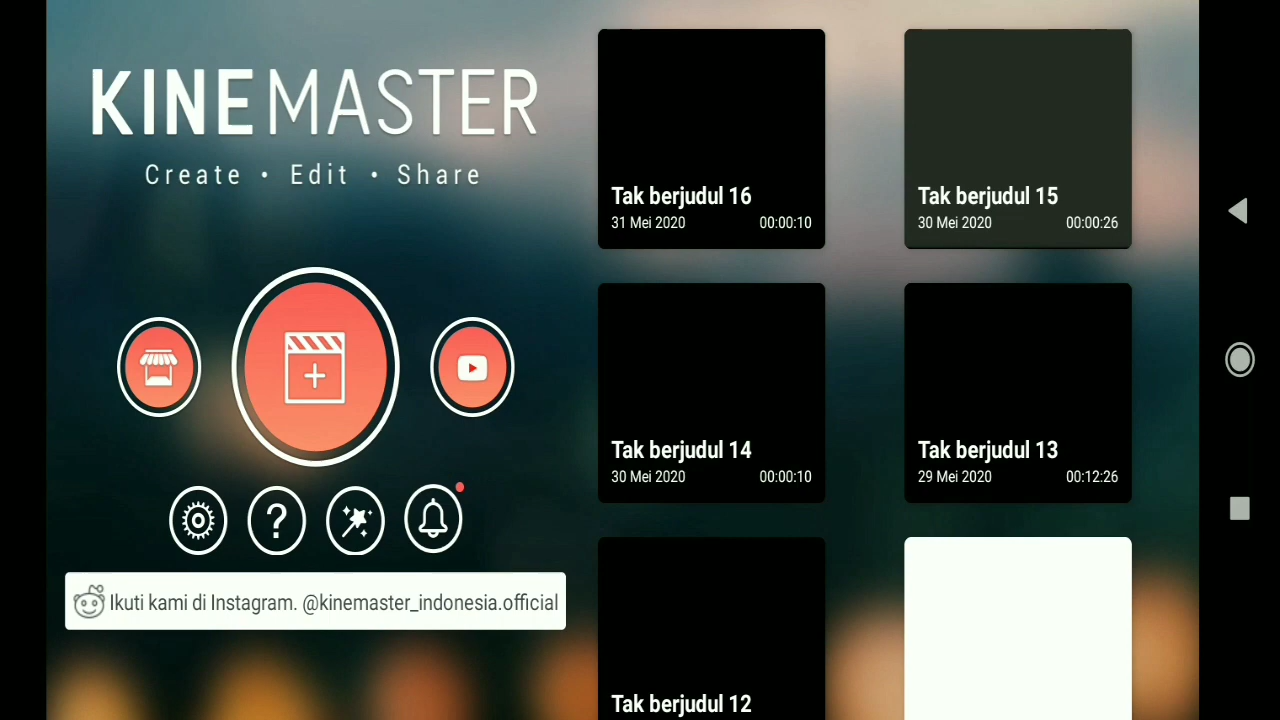 KINEMASTER
Create • Edit • Share
Ikuti kami di Instagram. @kinemaster_indonesia.official
Tak berjudul 16
31 Mei 2020 00:00:10
Tak berjudul 15
30 Mei 2020 00:00:26
Tak berjudul 14
30 Mei 2020 00:00:10
Tak berjudul 13
29 Mei 2020 00:12:26
Tak berjudul 12